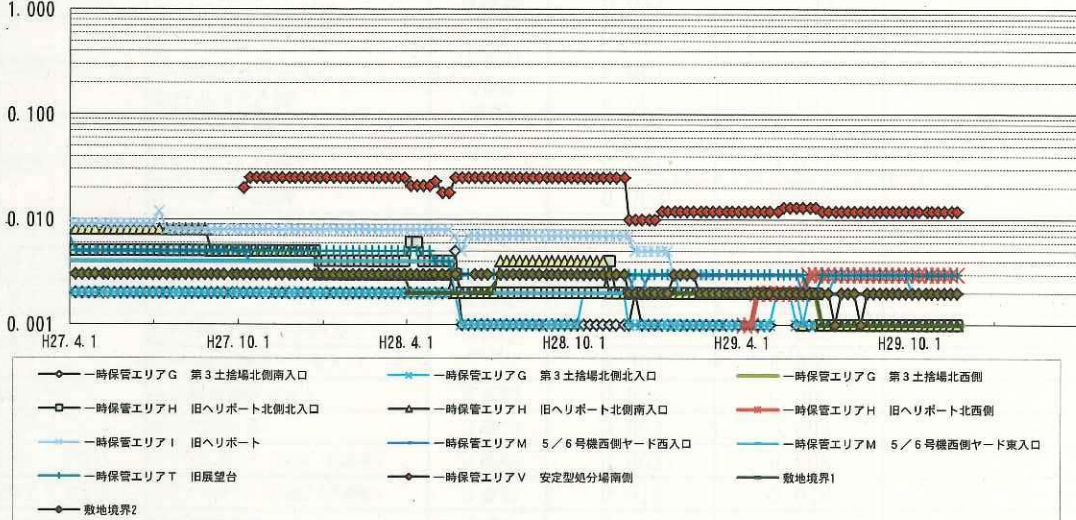 1.000
0.100
0.010
0.001
H27.4.1 H27.10.1 H28.4.1 H28.10.1 H29.4.1 H29.10.1
一時保管エリアG 第3土捨場北側南入口 一時保管エリアG 第3土捨場北側北入口 一時保管エリアG 第3土捨場北西側
一時保管エリアH 旧ヘリポート北側北入口 一時保管エリアH 旧ヘリポート北側南入口 一時保管エリアH 旧ヘリポート北西側
一時保管エリアI 旧ヘリポート 一時保管エリアM 5/6号機西側ヤード西入口 一時保管エリアM 5/6号機西側ヤード東入口
一時保管エリアT 旧展望台 一時保管エリアV 安定型処分場南側 敷地境界1
敷地境界2